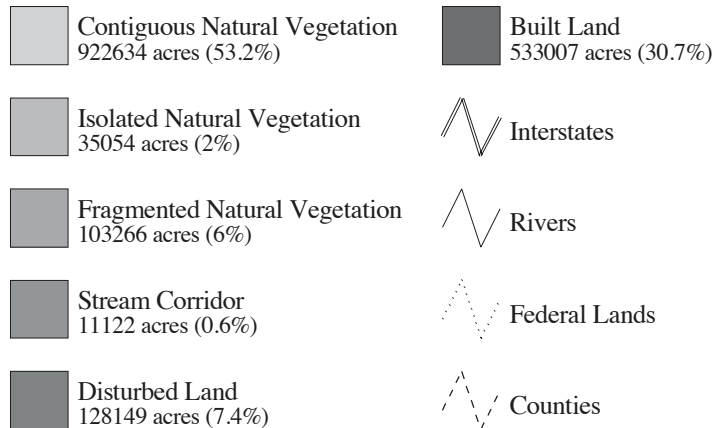 Contiguous Natural Vegetation
922634 acres (53.2%)
Isolated Natural Vegetation
35054 acres (2%)
Fragmented Natural Vegetation
103266 acres (6%)
Stream Corridor
11122 acres (0.6%)
Disturbed Land
128149 acres (7.4%)
Built Land
533007 acres (30.7%)
Interstates
Rivers
Federal Lands
Counties